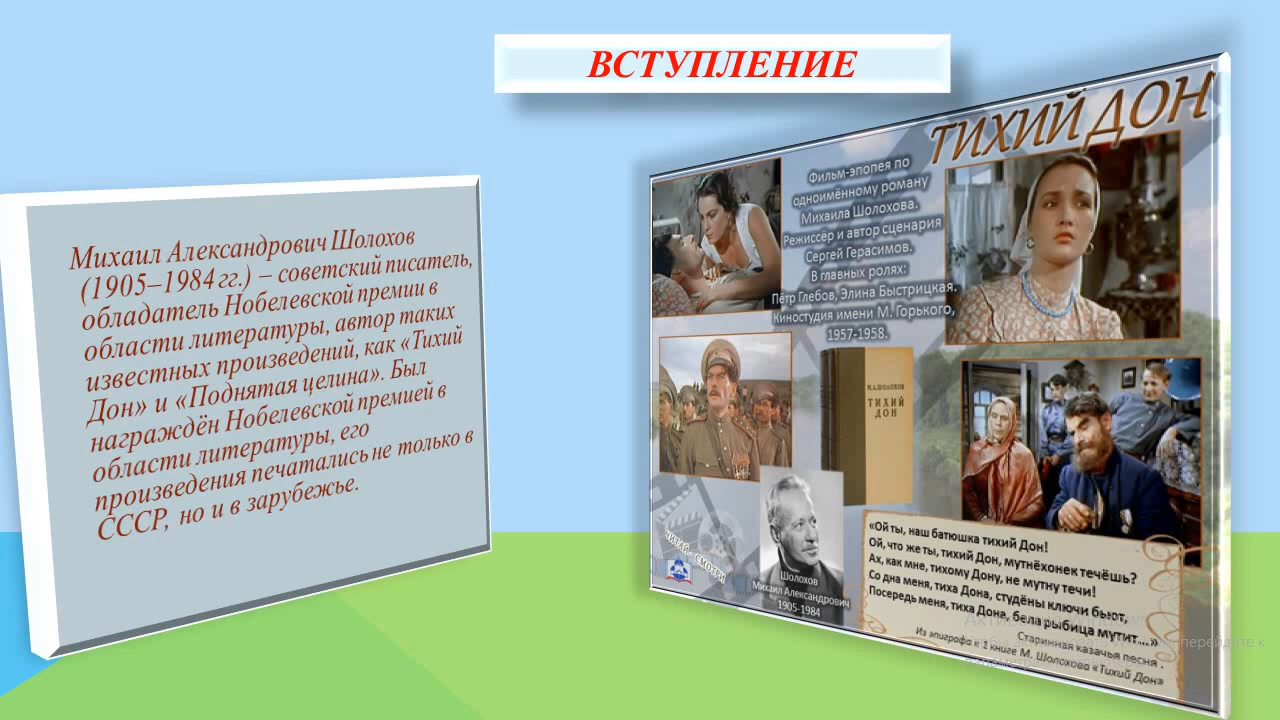 ВСТУПЛЕНИЕ
Михаил Александрович Шолохов
(1905–1984 гг.) – советский писатель,
обладатель Нобелевской премии в
области литературы, автор таких
известных произведений, как «Тихий
Дон» и «Поднятая целина». Был
награждён Нобелевской премией в
области литературы, его
произведения печатались не только в
СССР, но и в зарубежье.
ТИХИЙ ДОН
Фильм-эпопея по
одноимённому роману
Михаила Шолохова.
Режиссёр и автор сценария
Сергей Герасимов.
В главных ролях:
Пётр Глебов, Элина Быстрицкая.
Киностудия имени М. Горького,
1957-1958.
М.ШОЛОХОВ
ТИХИЙ
ДОН
ЧИТАЙ. СМОТРИ
Шолохов
Михаил Александрович
1905-1984
«Ой ты, наш батюшка тихий Дон!
Ой, что же ты, тихий Дон, мутнёхонек течёшь?
Ах, как мне, тихому Дону, не мутну течи!
Со дна меня, тиха Дона, студёны ключи бьют,
Посередь меня, тиха Дона, бела рыбица мутит...»
Старинная казачья песня .
Из эпиграфа к 1 книге М. Шолохова «Тихий Дон»
перейдите к